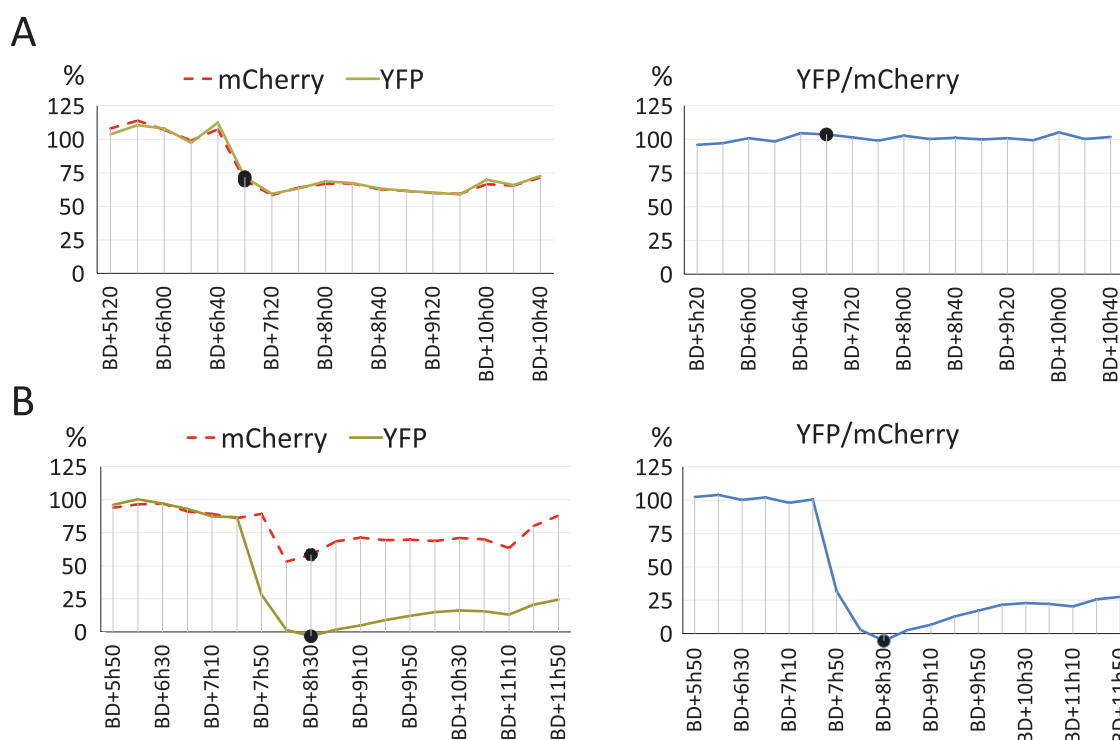 A
% mCherry YFP
125
100
75
50
25
0
BD+5h20
BD+6h00
BD+6h40
BD+7h20
BD+8h00
BD+8h40
BD+9h20
BD+10h00
BD+10h40
% YFP/mCherry
125
100
75
50
25
0
BD+5h20
BD+6h00
BD+6h40
BD+7h20
BD+8h00
BD+8h40
BD+9h20
BD+10h00
BD+10h40
B
% mCherry YFP
125
100
75
50
25
0
BD+5h50
BD+6h30
BD+7h10
BD+7h50
BD+8h30
BD+9h10
BD+9h50
BD+10h30
BD+11h10
BD+11h50
% YFP/mCherry
125
100
75
50
25
0
BD+5h50
BD+6h30
BD+7h10
BD+7h50
BD+8h30
BD+9h10
BD+9h50
BD+10h30
BD+11h10
BD+11h50